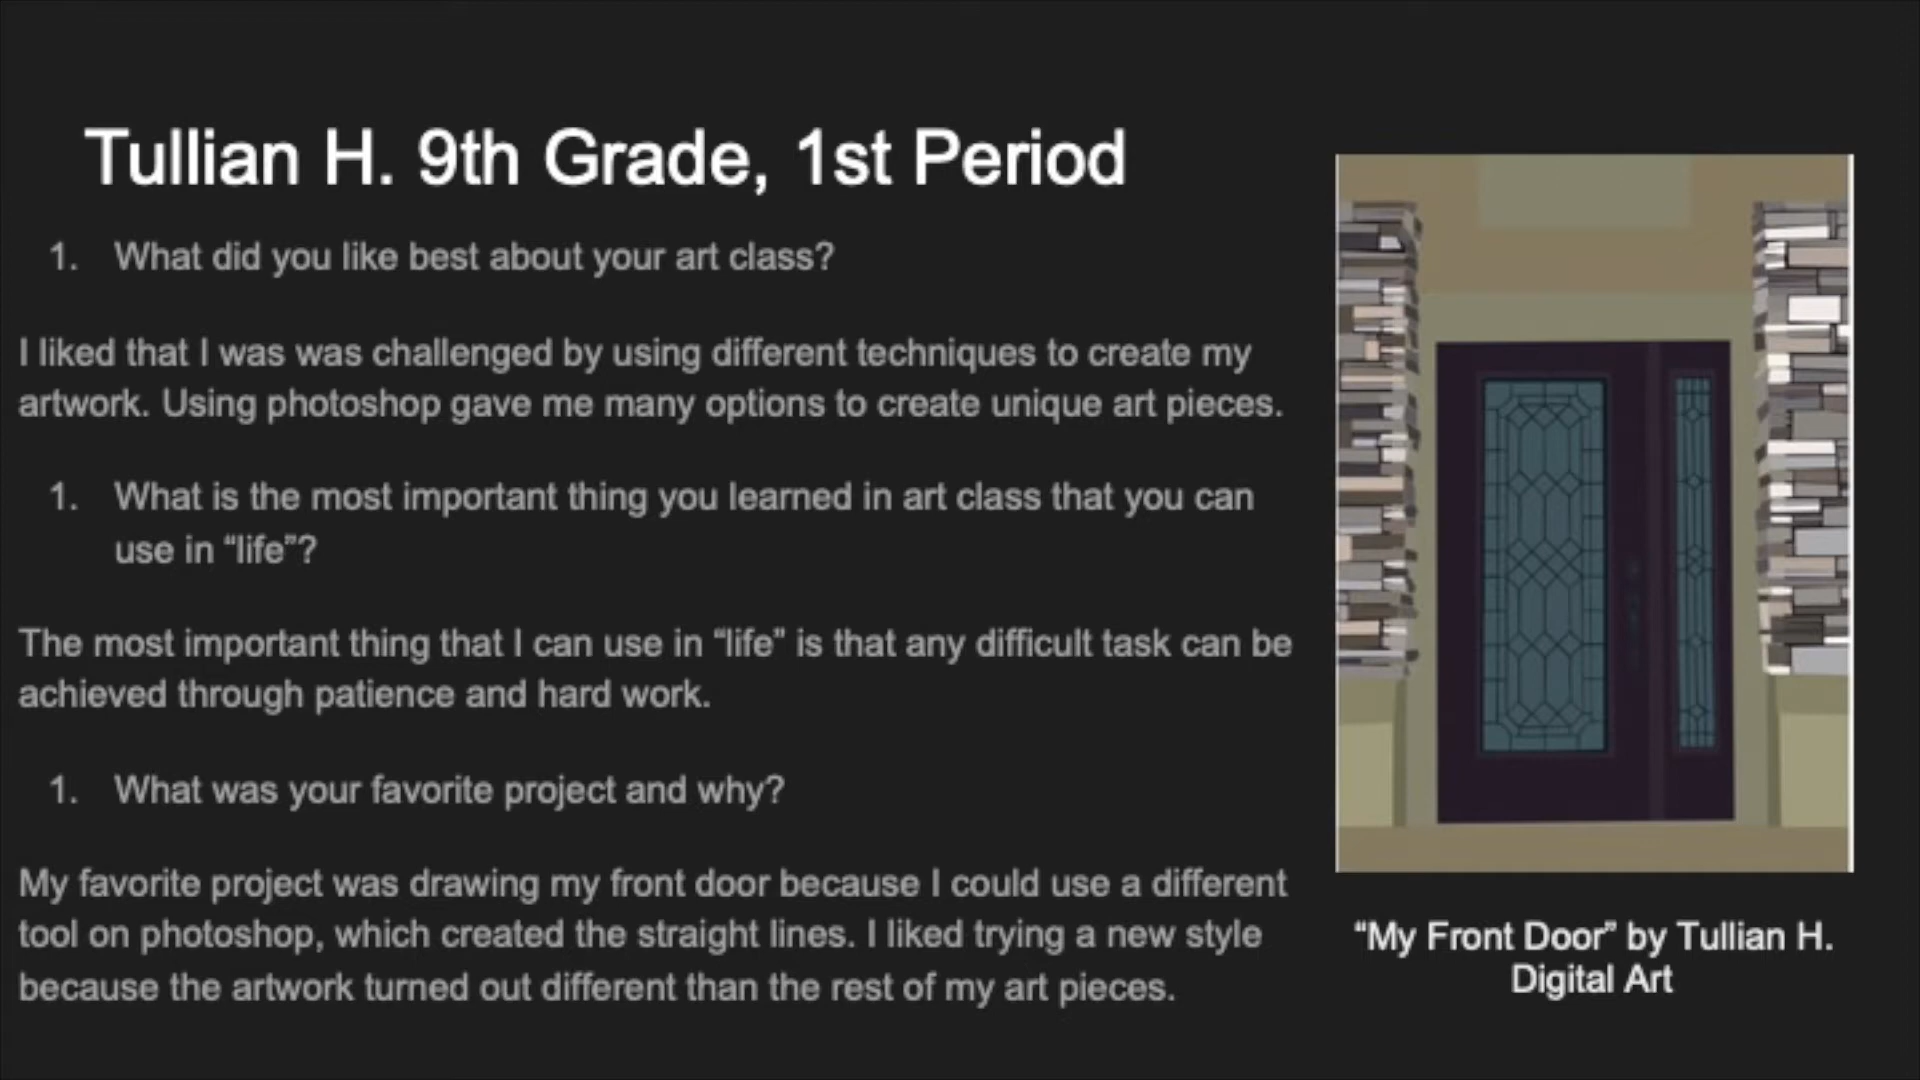 Tullian H. 9th Grade, 1st Period
1. What did you like best about your art class?
I liked that I was was challenged by using different techniques to create my
artwork. Using photoshop gave me many options to create unique art pieces.
1. What is the most important thing you learned in art class that you can
use in “life”?
The most important thing that I can use in “life” is that any difficult task can be
achieved through patience and hard work.
1. What was your favorite project and why?
My favorite project was drawing my front door because I could use a different
tool on photoshop, which created the straight lines. I liked trying a new style
because the artwork turned out different than the rest of my art pieces.
“My Front Door” by Tullian H.
Digital Art